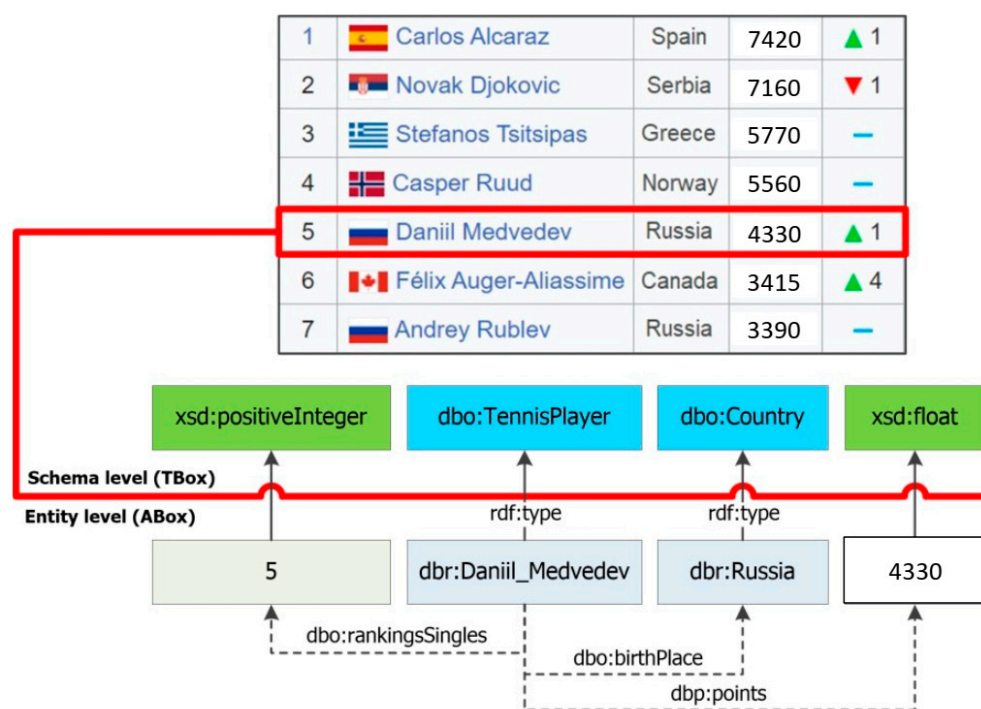 1 Carlos Alcaraz Spain 7420 ▲ 1
2 Novak Djokovic Serbia 7160 ▼ 1
3 Stefanos Tsitsipas Greece 5770 –
4 Casper Ruud Norway 5560 –
5 Daniil Medvedev Russia 4330 ▲ 1
6 Félix Auger-Aliassime Canada 3415 ▲ 4
7 Andrey Rublev Russia 3390 –
xsd:positiveInteger dbo:TennisPlayer dbo:Country xsd:float
Schema level (TBox)
Entity level (ABox)
rdf:type rdf:type
5 dbr:Daniil_Medvedev dbr:Russia 4330
dbo:rankingsSingles
dbo:birthPlace
dbp:points